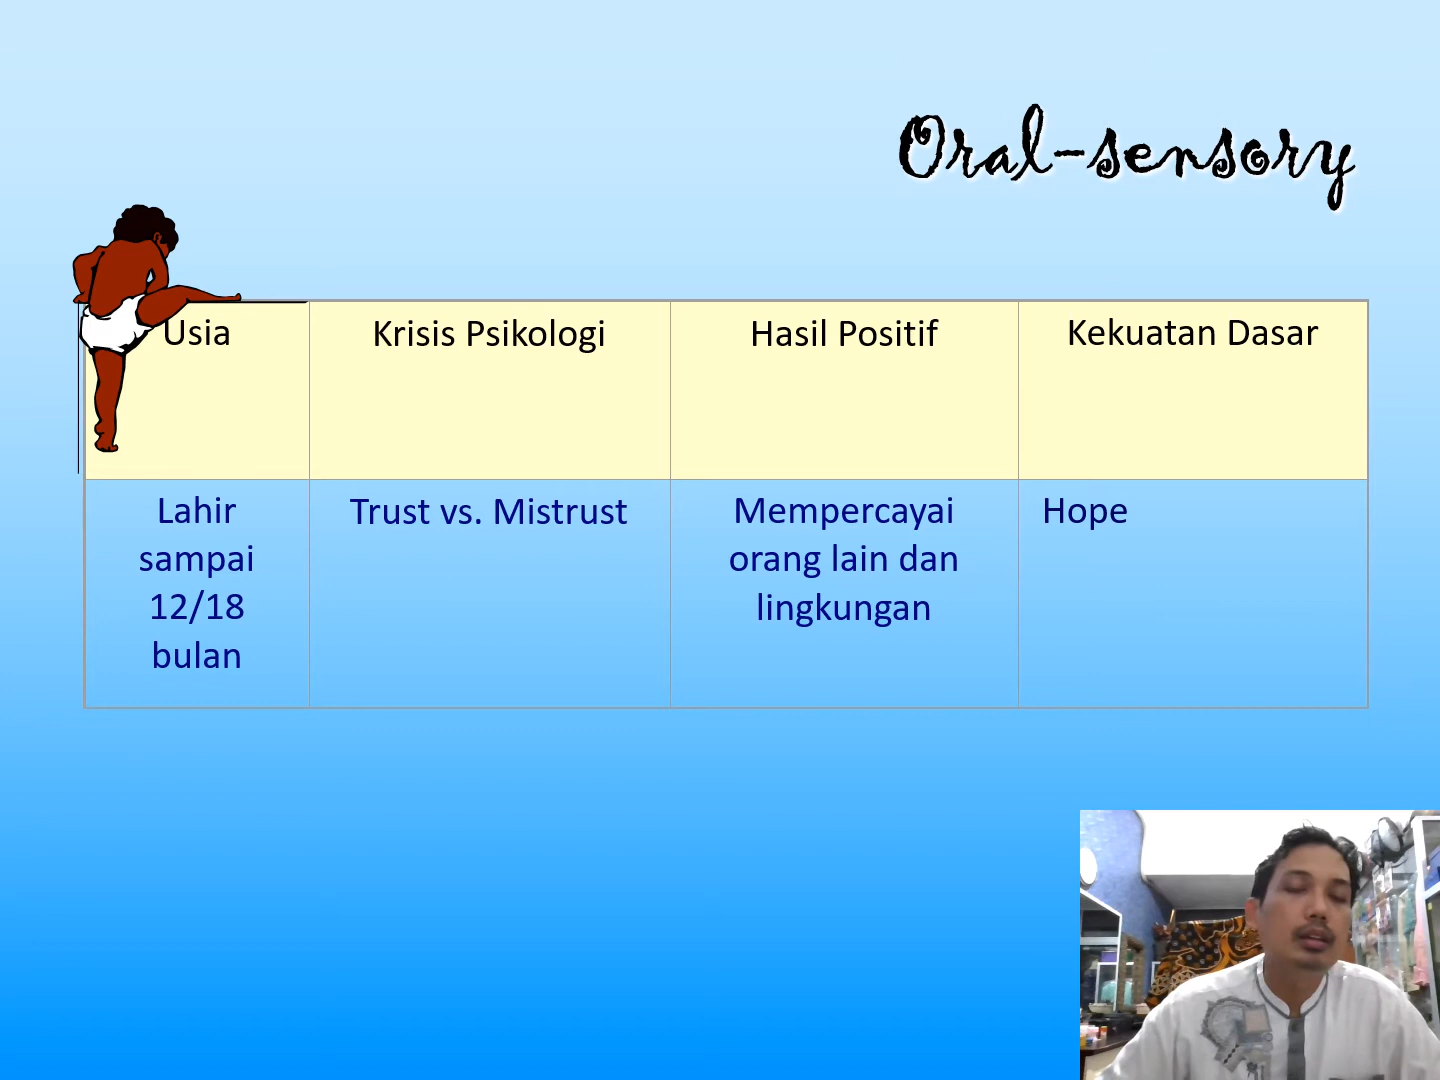 Oral-sensory
Usia
Krisis Psikologi
Hasil Positif
Kekuatan Dasar
Lahir
sampai
12/18
bulan
Trust vs. Mistrust
Mempercayai
orang lain dan
lingkungan
Hope